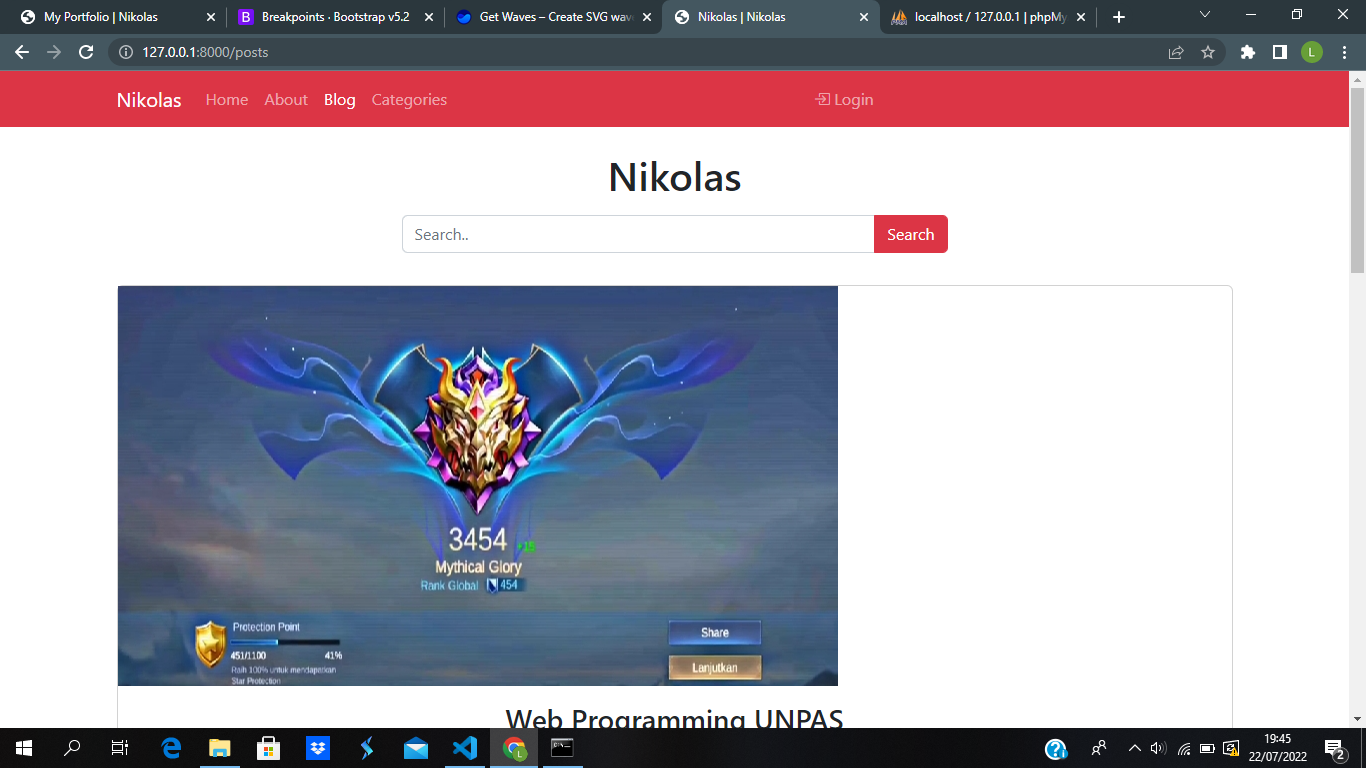 My Portfolio | Nikolas
Breakpoints · Bootstrap v5.2
Get Waves – Create SVG wav
Nikolas | Nikolas
localhost / 127.0.0.1 | phpMy
127.0.0.1:8000/posts
L
Nikolas Home About Blog Categories Login
Nikolas
Search.. Search
3454 +15
Mythical Glory
Rank Global 454
Protection Point
451/1100 41%
Raih 100% untuk mendapatkan
Star Protection
Share
Lanjutkan
Web Programming UNPAS
19:45
22/07/2022
2